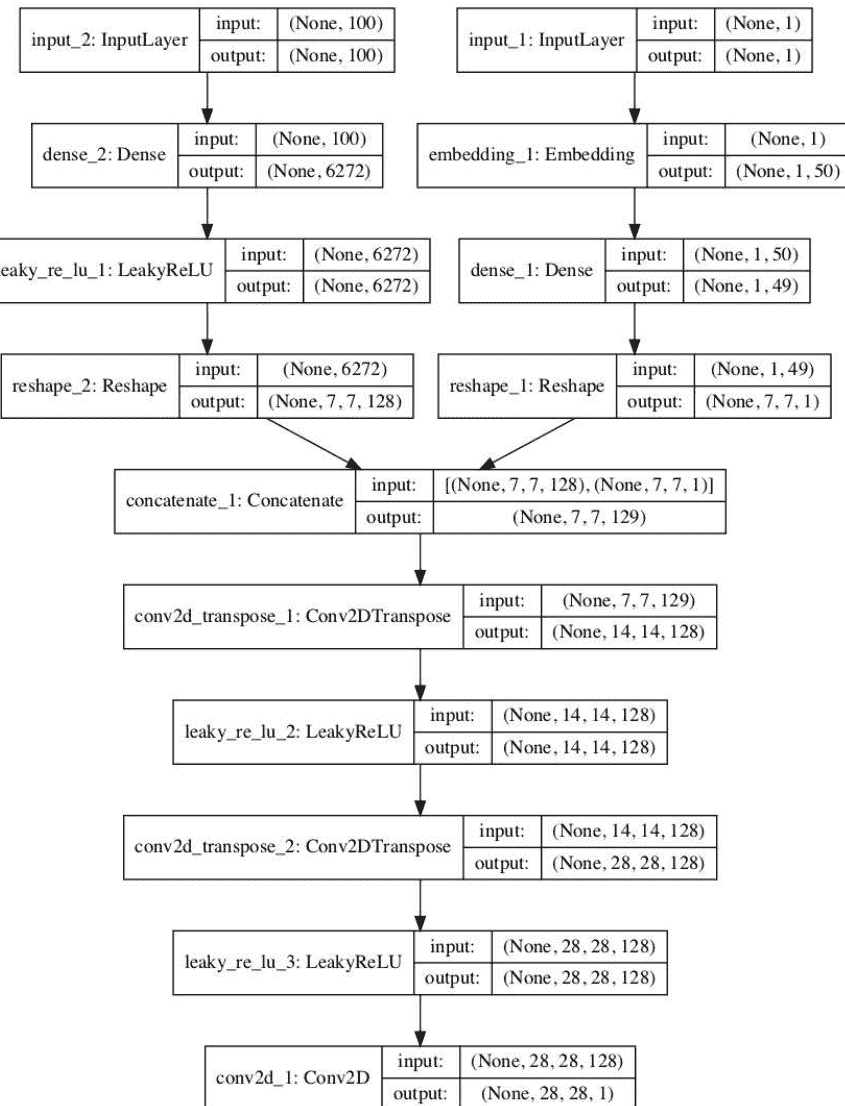 input_2: InputLayer
input: (None, 100)
output: (None, 100)
input_1: InputLayer
input: (None, 1)
output: (None, 1)
dense_2: Dense
input: (None, 100)
output: (None, 6272)
embedding_1: Embedding
input: (None, 1)
output: (None, 1, 50)
eaky_re_lu_1: LeakyReLU
input: (None, 6272)
output: (None, 6272)
dense_1: Dense
input: (None, 1, 50)
output: (None, 1, 49)
reshape_2: Reshape
input: (None, 6272)
output: (None, 7, 7, 128)
reshape_1: Reshape
input: (None, 1, 49)
output: (None, 7, 7, 1)
concatenate_1: Concatenate
input: [(None, 7, 7, 128), (None, 7, 7, 1)]
output: (None, 7, 7, 129)
conv2d_transpose_1: Conv2DTranspose
input: (None, 7, 7, 129)
output: (None, 14, 14, 128)
leaky_re_lu_2: LeakyReLU
input: (None, 14, 14, 128)
output: (None, 14, 14, 128)
conv2d_transpose_2: Conv2DTranspose
input: (None, 14, 14, 128)
output: (None, 28, 28, 128)
leaky_re_lu_3: LeakyReLU
input: (None, 28, 28, 128)
output: (None, 28, 28, 128)
conv2d_1: Conv2D
input: (None, 28, 28, 128)
output: (None, 28, 28, 1)